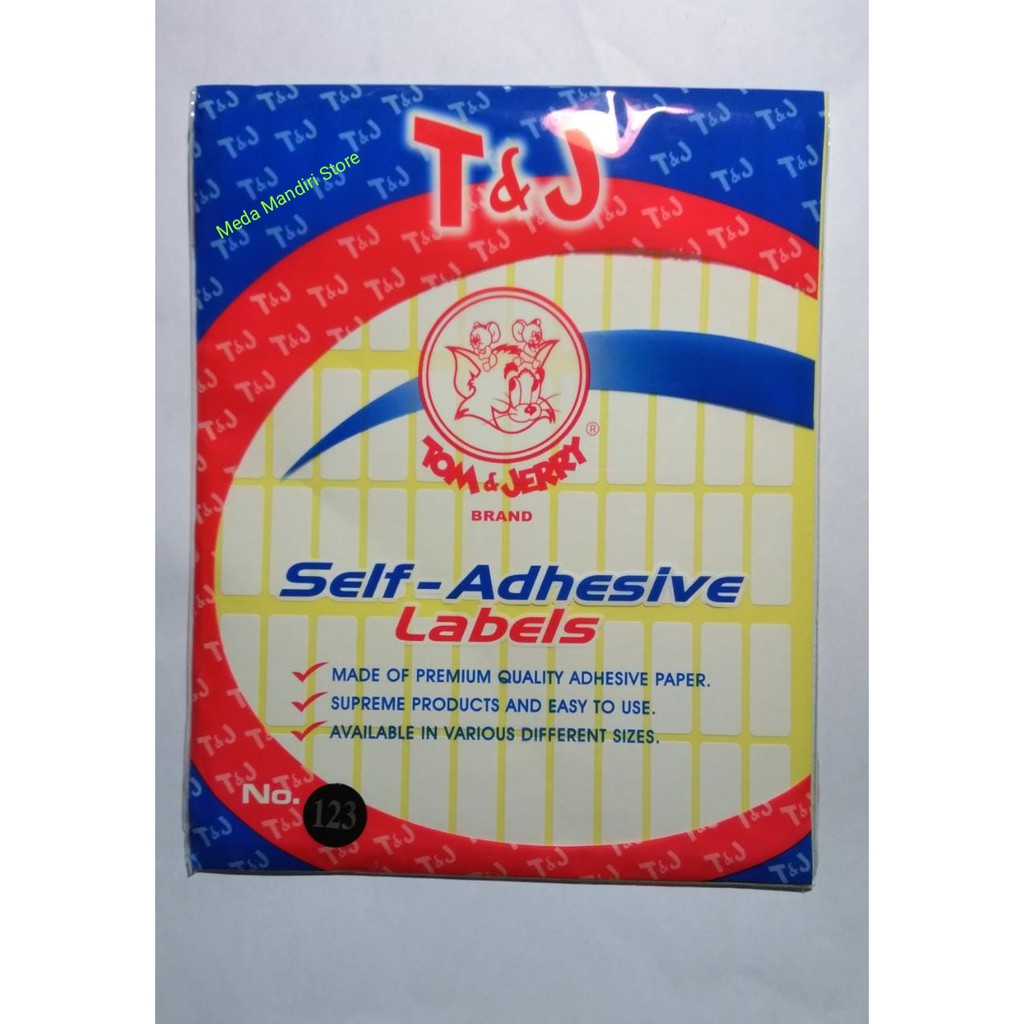 T&J
Meda Mandiri Store
TOM & JERRY
®
BRAND
Self-Adhesive
Labels
MADE OF PREMIUM QUALITY ADHESIVE PAPER.
SUPREME PRODUCTS AND EASY TO USE.
AVAILABLE IN VARIOUS DIFFERENT SIZES.
No. 123